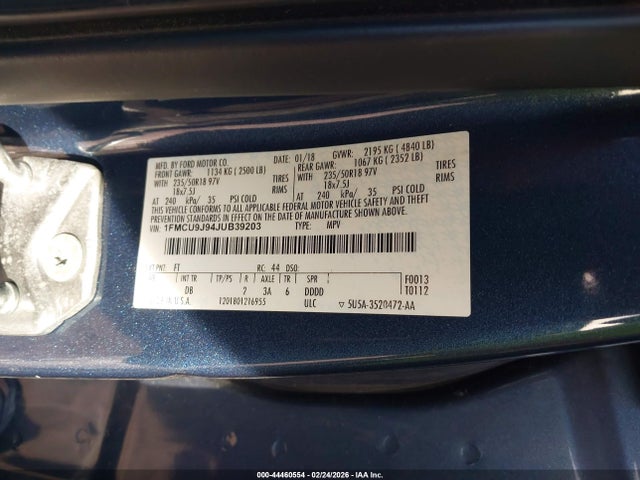 MFD. BY FORD MOTOR CO. 01/18 GVWR: 2195 KG ( 4840 LB)
FRONT GAWR: 1134 KG ( 2500 LB) REAR GAWR: 1067 KG ( 2352 LB)
WITH 235/50R18 97V TIRES WITH 235/50R18 97V TIRES
18x7.5J RIMS 18x7.5J RIMS
AT 240 kPa/ 35 PSI COLD AT 240 kPa/ 35 PSI COLD
THIS VEHICLE CONFORMS TO ALL APPLICABLE FEDERAL MOTOR VEHICLE SAFETY AND THEFT PREVENTION STANDARDS IN EFFECT ON THE DATE OF MANUFACTURE SHOWN ABOVE.
VIN: 1FMCU9J94JUB39203 TYPE: MPV
EXT PNT: FT RC: 44 DSO:
INT TR TP/PS R AXLE TR SPR F0013
DB 7 3A 6 DDDD T0112
U.S.A. 1201801216955 ULC ▽ 5U5A-3520472-AA
000-44460554 - 02/24/2026 - IAA Inc.